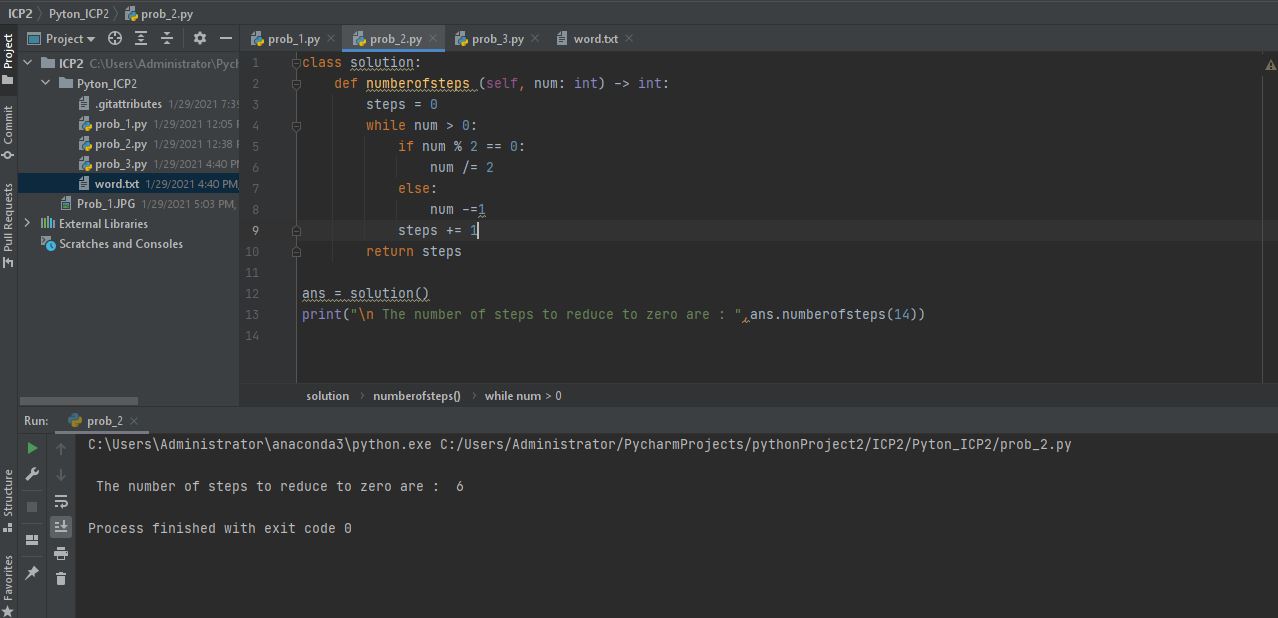 ICP2 Pyton_ICP2 prob_2.py
Project
prob_1.py
prob_2.py
prob_3.py
word.txt
Project
Commit
Pull Requests
Structure
Favorites
ICP2 C:\Users\Administrator\Pych
Pyton_ICP2
.gitattributes 1/29/2021 7:39
prob_1.py 1/29/2021 12:05
prob_2.py 1/29/2021 12:38
prob_3.py 1/29/2021 4:40 PM
word.txt 1/29/2021 4:40 PM,
Prob_1.JPG 1/29/2021 5:03 PM,
External Libraries
Scratches and Consoles
1 class solution:
2     def numberofsteps (self, num: int) -> int:
3         steps = 0
4         while num > 0:
5             if num % 2 == 0:
6                 num /= 2
7             else:
8                 num -=1
9             steps += 1
10         return steps
11
12 ans = solution()
13 print("\n The number of steps to reduce to zero are : ",ans.numberofsteps(14))
14
solution numberofsteps() while num > 0
Run: prob_2
C:\Users\Administrator\anaconda3\python.exe C:/Users/Administrator/PycharmProjects/pythonProject2/ICP2/Pyton_ICP2/prob_2.py
The number of steps to reduce to zero are :  6
Process finished with exit code 0